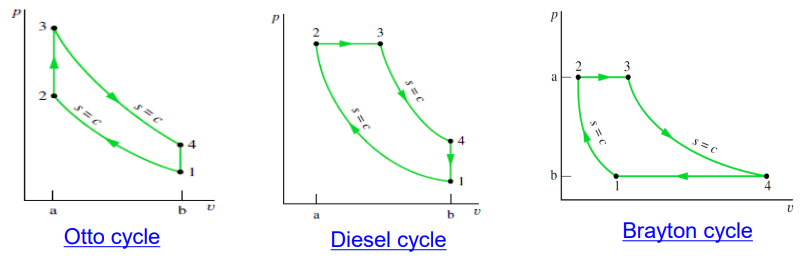 p
3
2
s = c
s = c
4
1
a
b
v
Otto cycle
p
2
3
s = c
s = c
4
1
a
b
v
Diesel cycle
p
a
2
3
s = c
s = c
b
1
4
v
Brayton cycle